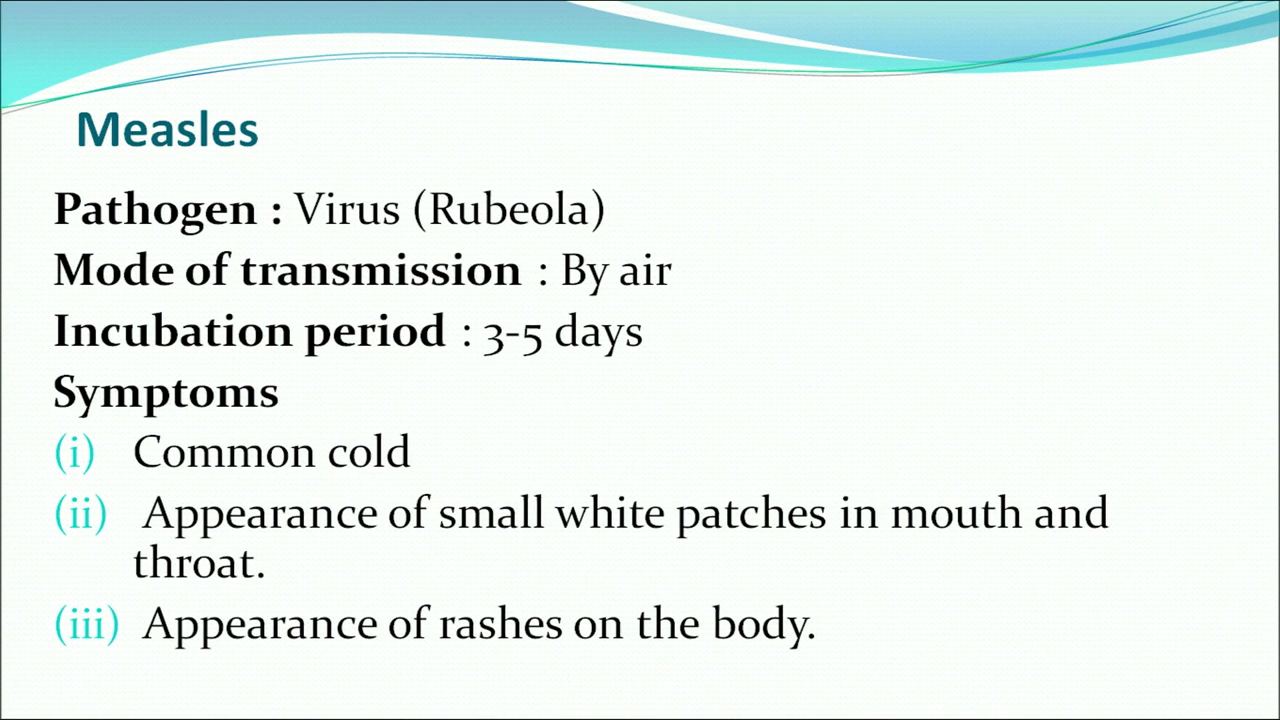 Measles
Pathogen : Virus (Rubeola)
Mode of transmission : By air
Incubation period : 3-5 days
Symptoms
(i) Common cold
(ii) Appearance of small white patches in mouth and
throat.
(iii) Appearance of rashes on the body.